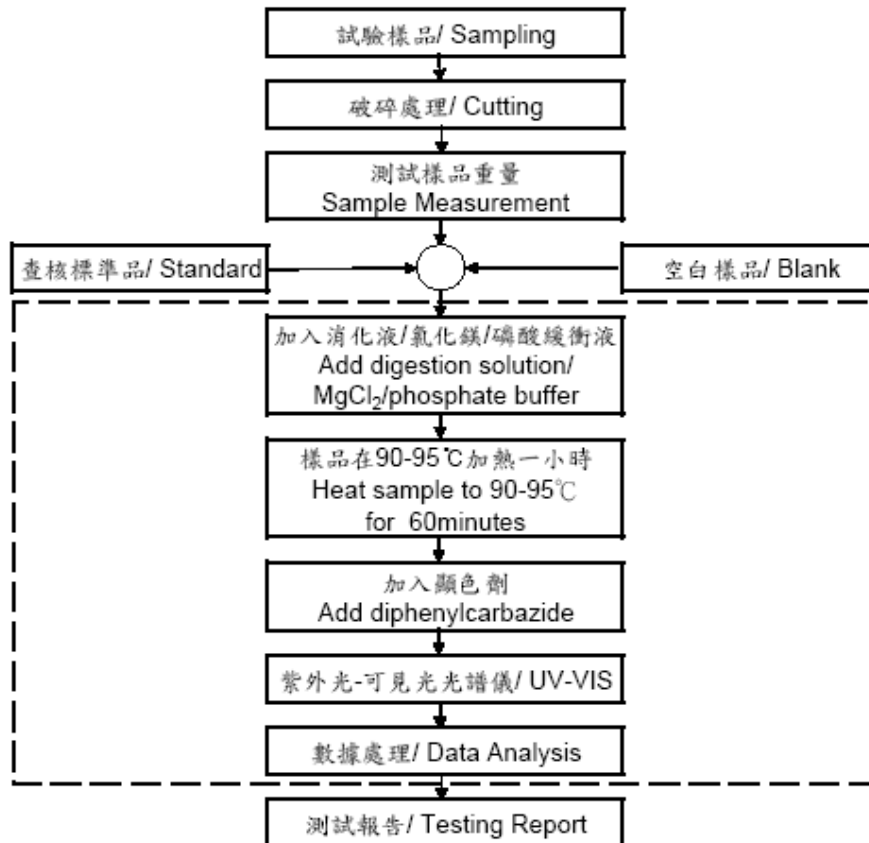 試驗樣品/ Sampling
破碎處理/ Cutting
測試樣品重量
Sample Measurement
查核標準品/ Standard
空白樣品/ Blank
加入消化液/氯化鎂/磷酸緩衝液
Add digestion solution/
MgCl₂/phosphate buffer
樣品在90-95℃加熱一小時
Heat sample to 90-95℃
for 60minutes
加入顯色劑
Add diphenylcarbazide
紫外光-可見光光譜儀/ UV-VIS
數據處理/ Data Analysis
測試報告/ Testing Report